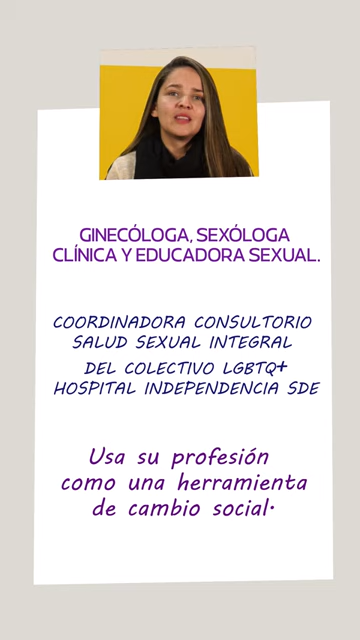 GINECÓLOGA, SEXÓLOGA
CLÍNICA Y EDUCADORA SEXUAL.
COORDINADORA CONSULTORIO
SALUD SEXUAL INTEGRAL
DEL COLECTIVO LGBTQ+
HOSPITAL INDEPENDENCIA SDE
Usa su profesión
como una herramienta
de cambio social.